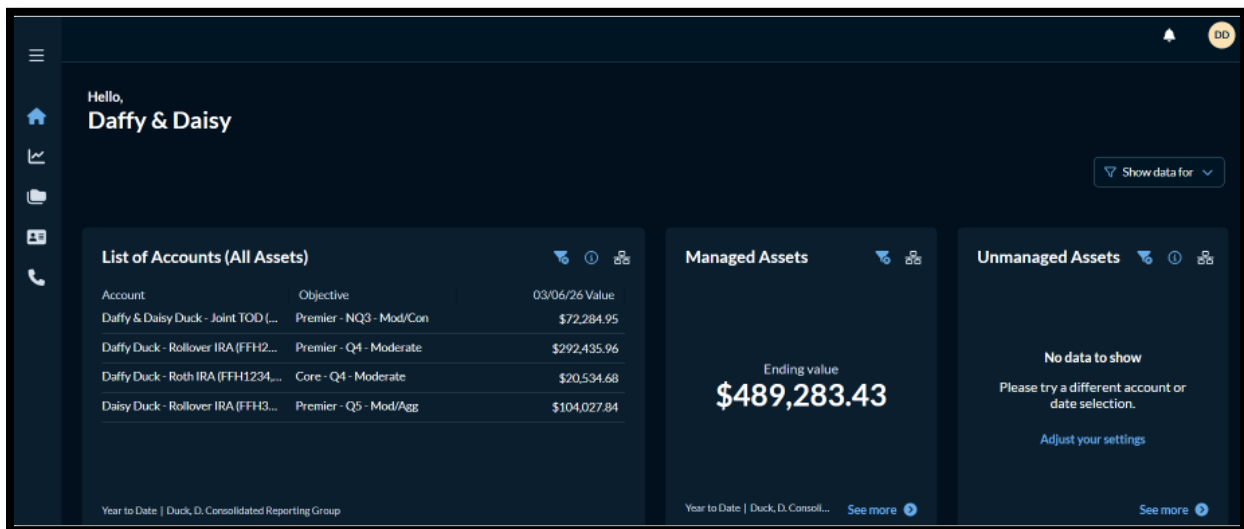 DD
Hello,
Daffy & Daisy
Show data for
List of Accounts (All Assets)
Account Objective 03/06/26 Value
Daffy & Daisy Duck - Joint TOD (... Premier - NQ3 - Mod/Con $72,284.95
Daffy Duck - Rollover IRA (FFH2... Premier - Q4 - Moderate $292,435.96
Daffy Duck - Roth IRA (FFH1234,... Core - Q4 - Moderate $20,534.68
Daisy Duck - Rollover IRA (FFH3... Premier - Q5 - Mod/Agg $104,027.84
Year to Date | Duck, D. Consolidated Reporting Group
Managed Assets
Ending value
$489,283.43
Year to Date | Duck, D. Consoli... See more
Unmanaged Assets
No data to show
Please try a different account or
date selection.
Adjust your settings
See more